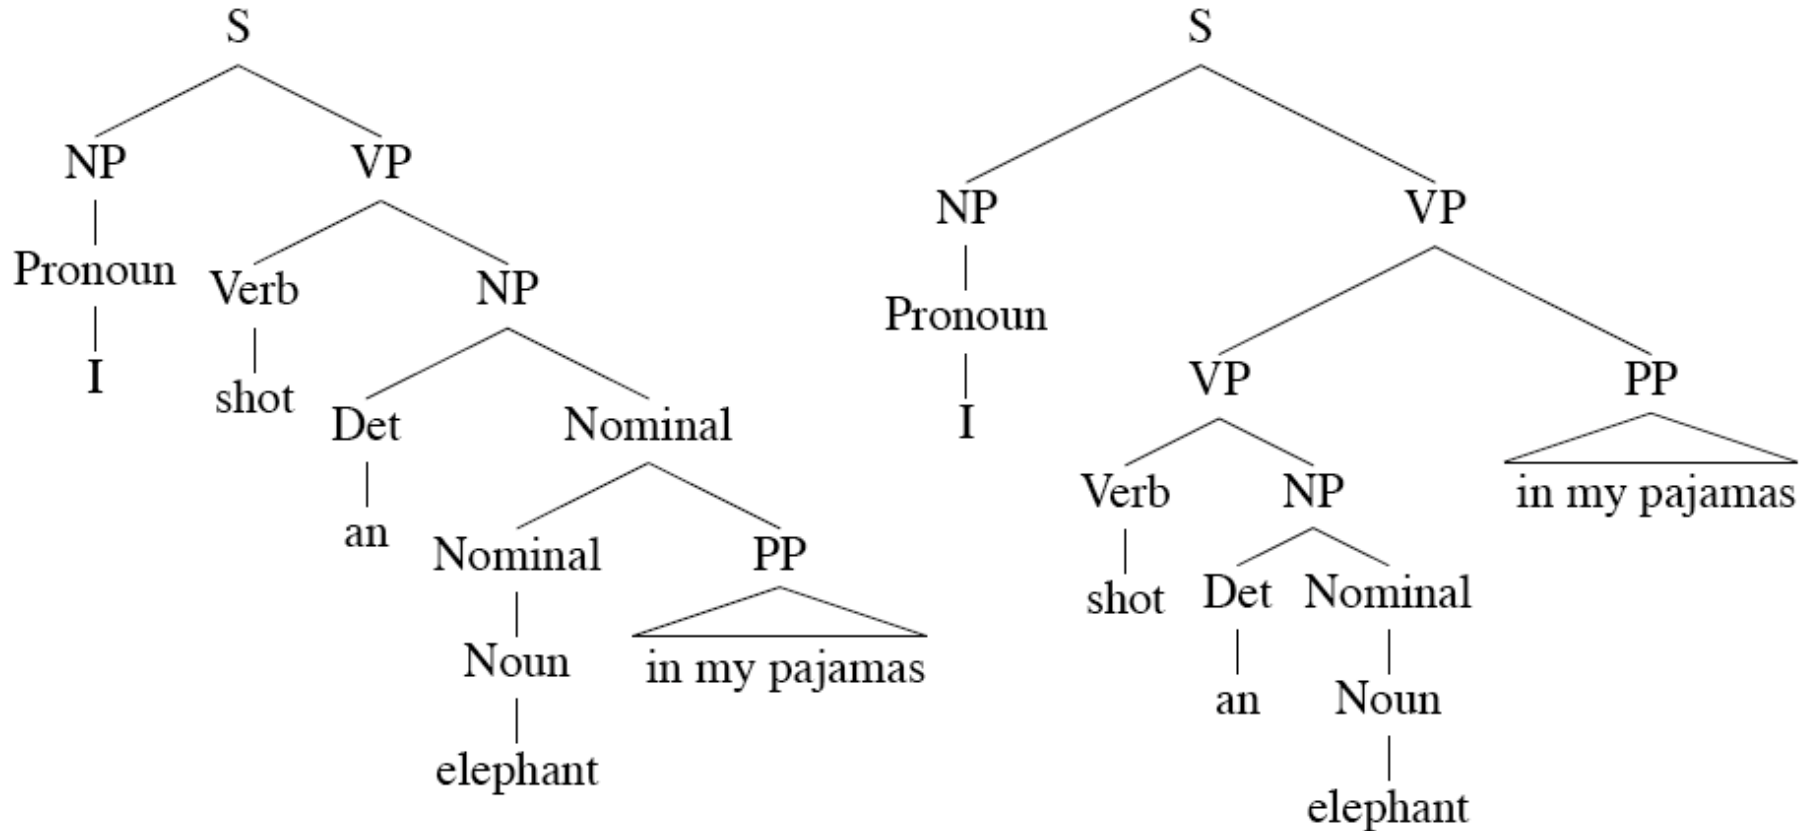 S
NP VP
Pronoun Verb NP
I shot Det Nominal
an Nominal PP
Noun in my pajamas
elephant
S
NP VP
Pronoun VP PP
I Verb NP in my pajamas
shot Det Nominal
an Noun
elephant